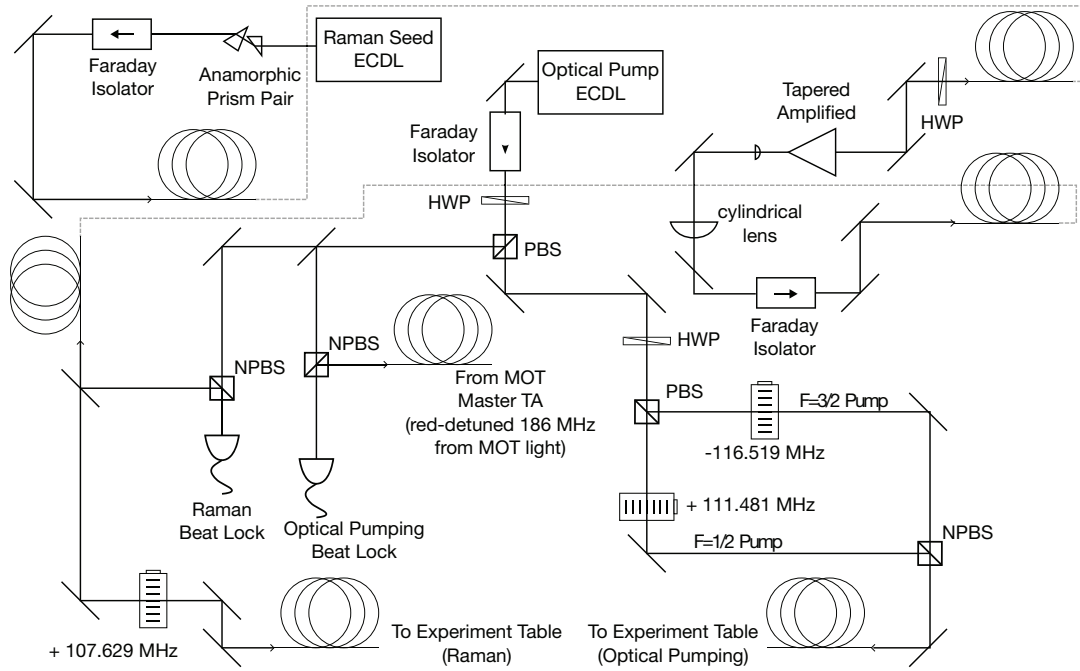 Raman Seed
ECDL
Faraday
Isolator
Anamorphic
Prism Pair
Optical Pump
ECDL
Faraday
Isolator
HWP
PBS
Tapered
Amplified
HWP
cylindrical
lens
Faraday
Isolator
NPBS
NPBS
From MOT
Master TA
(red-detuned 186 MHz
from MOT light)
HWP
PBS
F=3/2 Pump
-116.519 MHz
+ 111.481 MHz
F=1/2 Pump
NPBS
Raman
Beat Lock
Optical Pumping
Beat Lock
+ 107.629 MHz
To Experiment Table
(Raman)
To Experiment Table
(Optical Pumping)